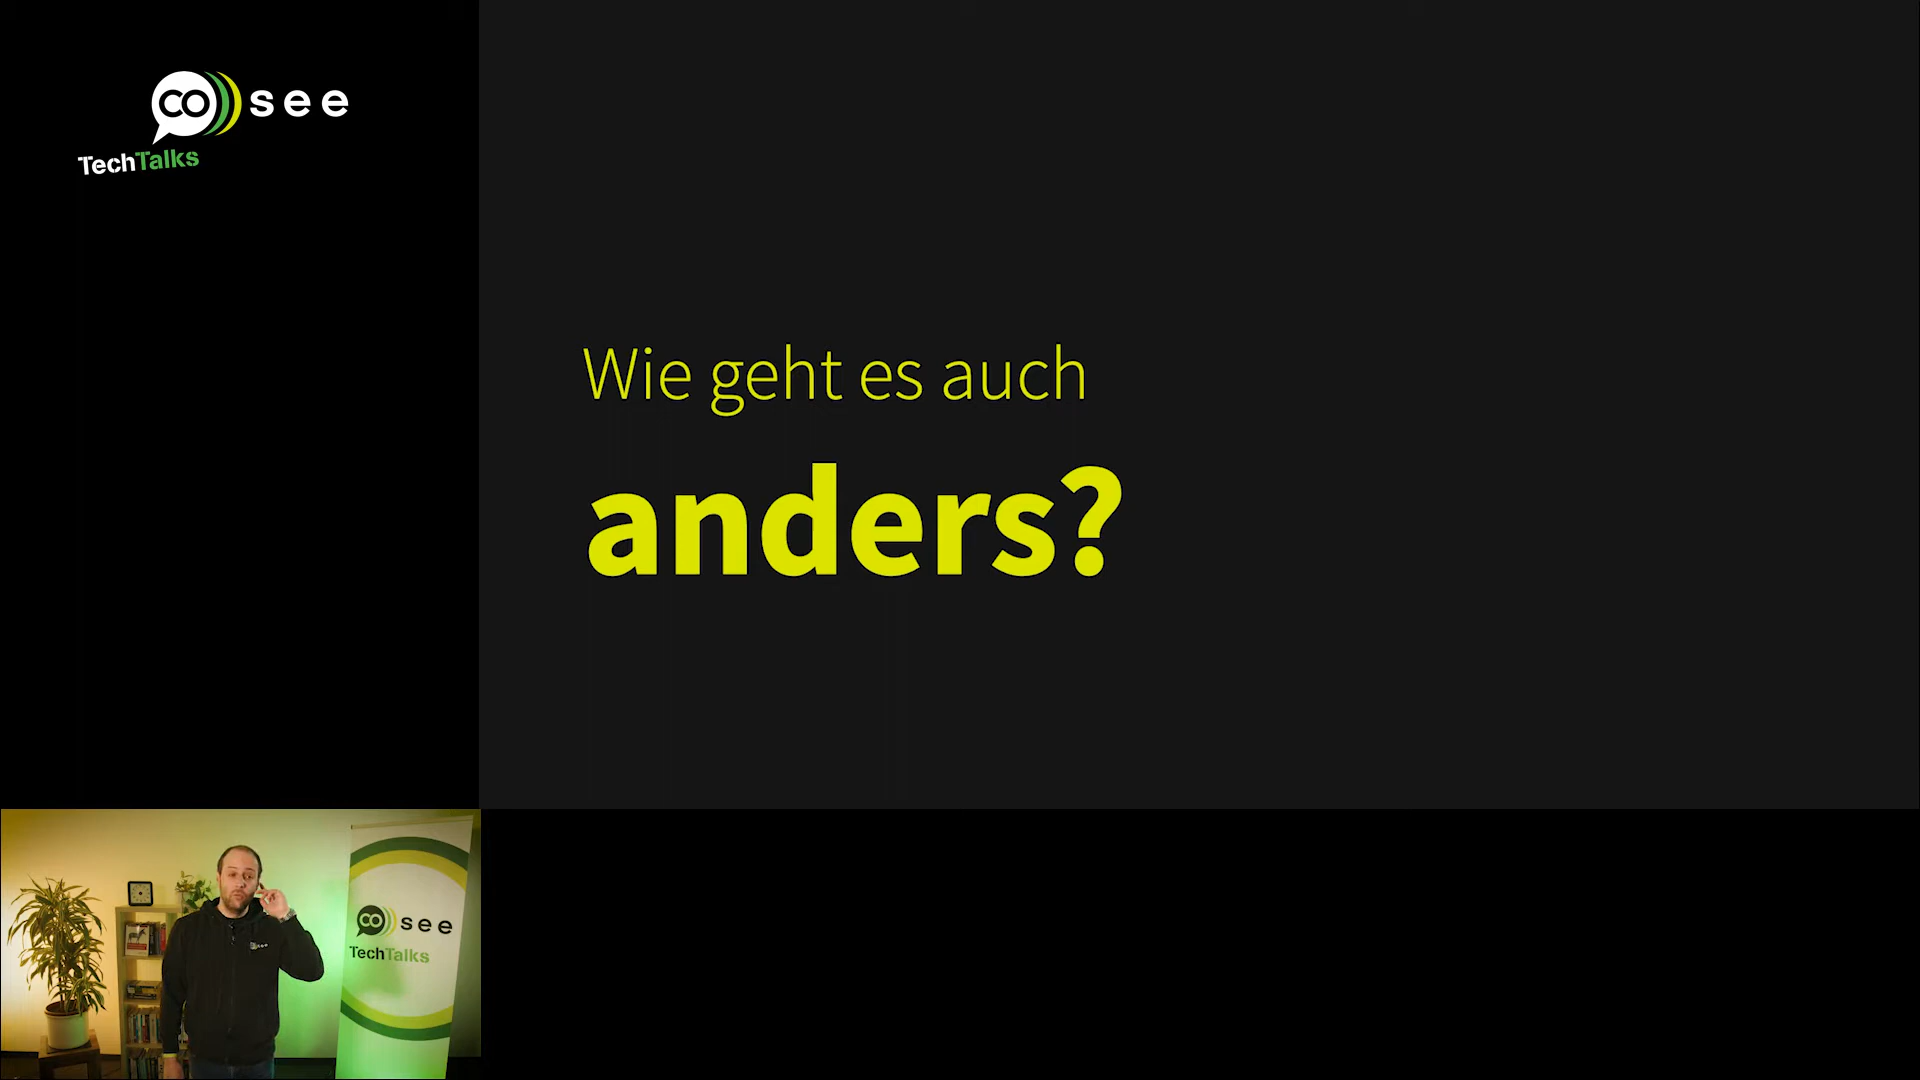 co see
TechTalks
Wie geht es auch
anders?
co see
TechTalks